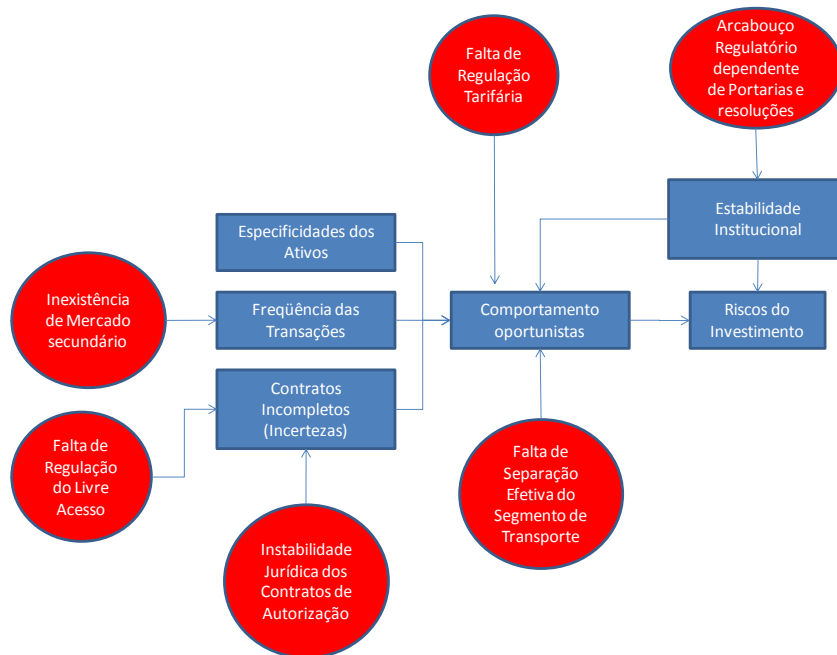 Falta de
Regulação
Tarifária
Arcabouço
Regulatório
dependente
de Portarias e
resoluções
Especificidades dos
Ativos
Estabilidade
Institucional
Inexistência
de Mercado
secundário
Freqüência das
Transações
Comportamento
oportunistas
Riscos do
Investimento
Contratos
Incompletos
(Incertezas)
Falta de
Regulação
do Livre
Acesso
Falta de
Separação
Efetiva do
Segmento de
Transporte
Instabilidade
Jurídica dos
Contratos de
Autorização